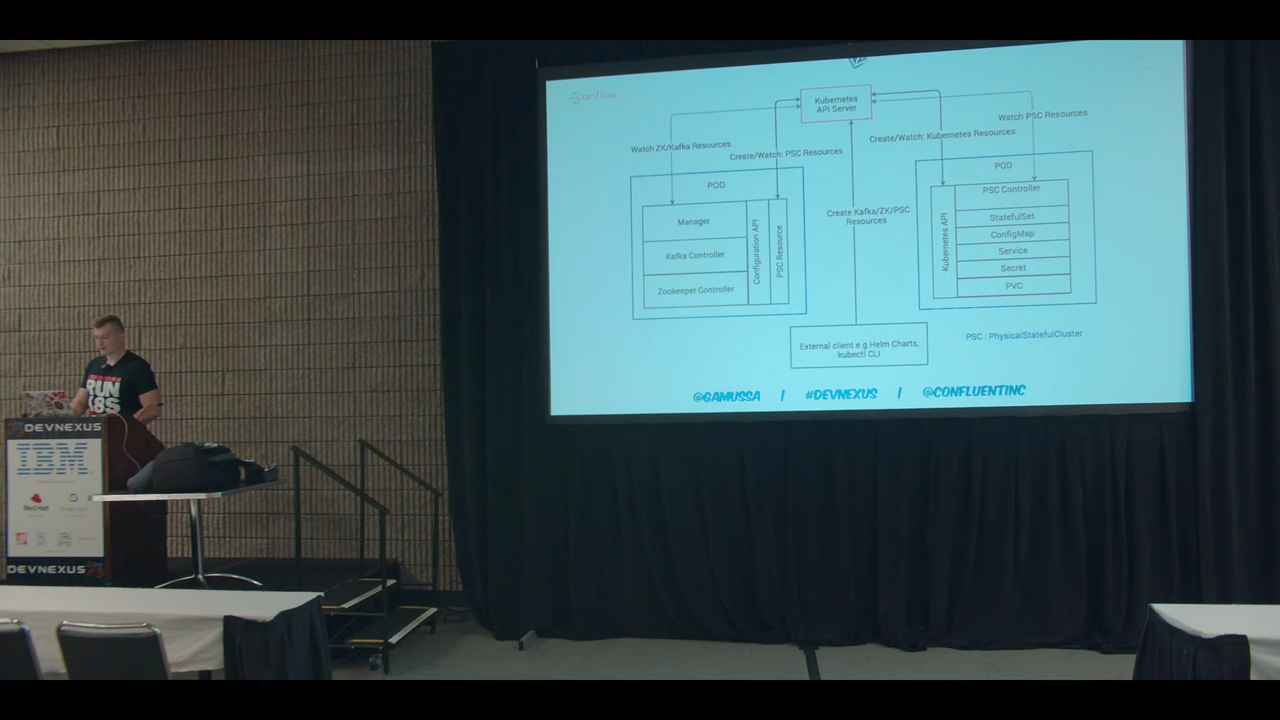 conflue
Kubernetes
API Server
Watch PSC Resources
Create/Watch: Kubernetes Resources
Watch ZK/Kafka Resources
Create/Watch: PSC Resources
POD
Manager
Kafka Controller
Zookeeper Controller
Configuration API
PSC Resource
Create Kafka/ZK/PSC
Resources
POD
Kubernetes API
PSC Controller
StatefulSet
ConfigMap
Service
Secret
PVC
External client e.g Helm Charts,
kubectl CLI
PSC : PhysicalStatefulCluster
@GAMUSSA / #DEVNEXUS / @CONFLUENTINC
RUN
K8S
DEVNEXUS
IBM
Red Hat
DEVNEXUS